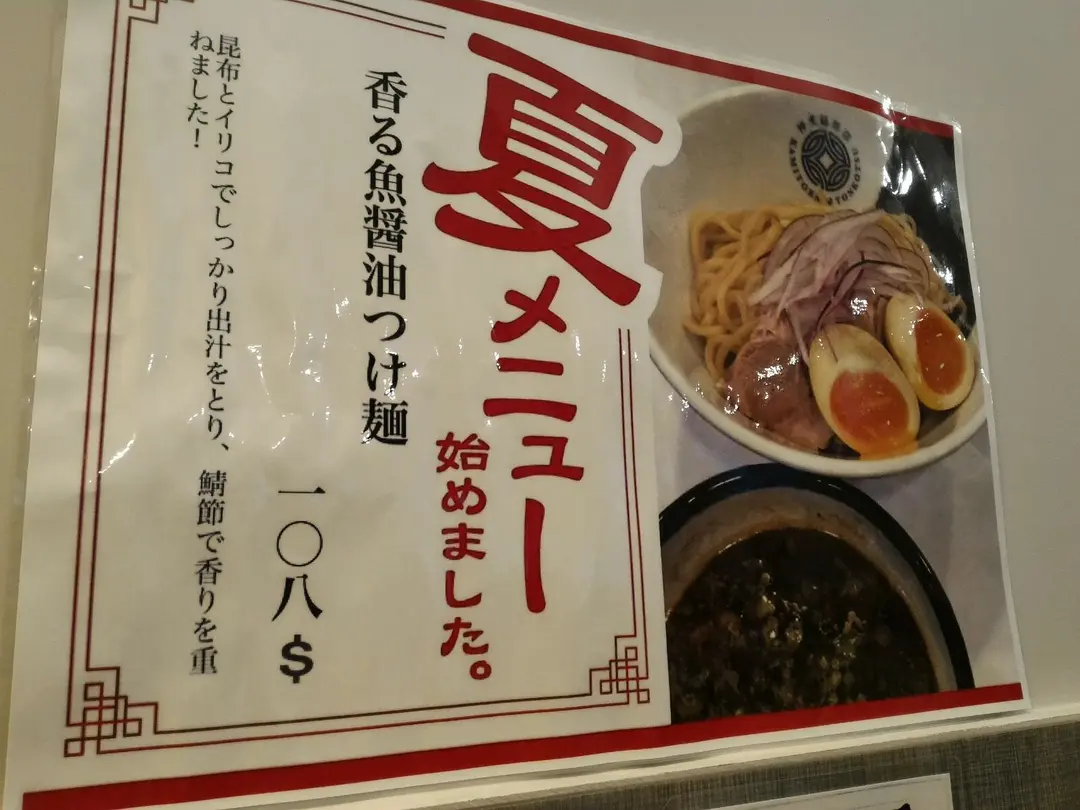 夏メニュー
始めました。
香る魚醤油つけ麺
一〇八$
昆布とイリコでしっかり出汁をとり、鯖節で香りを重
ねました!